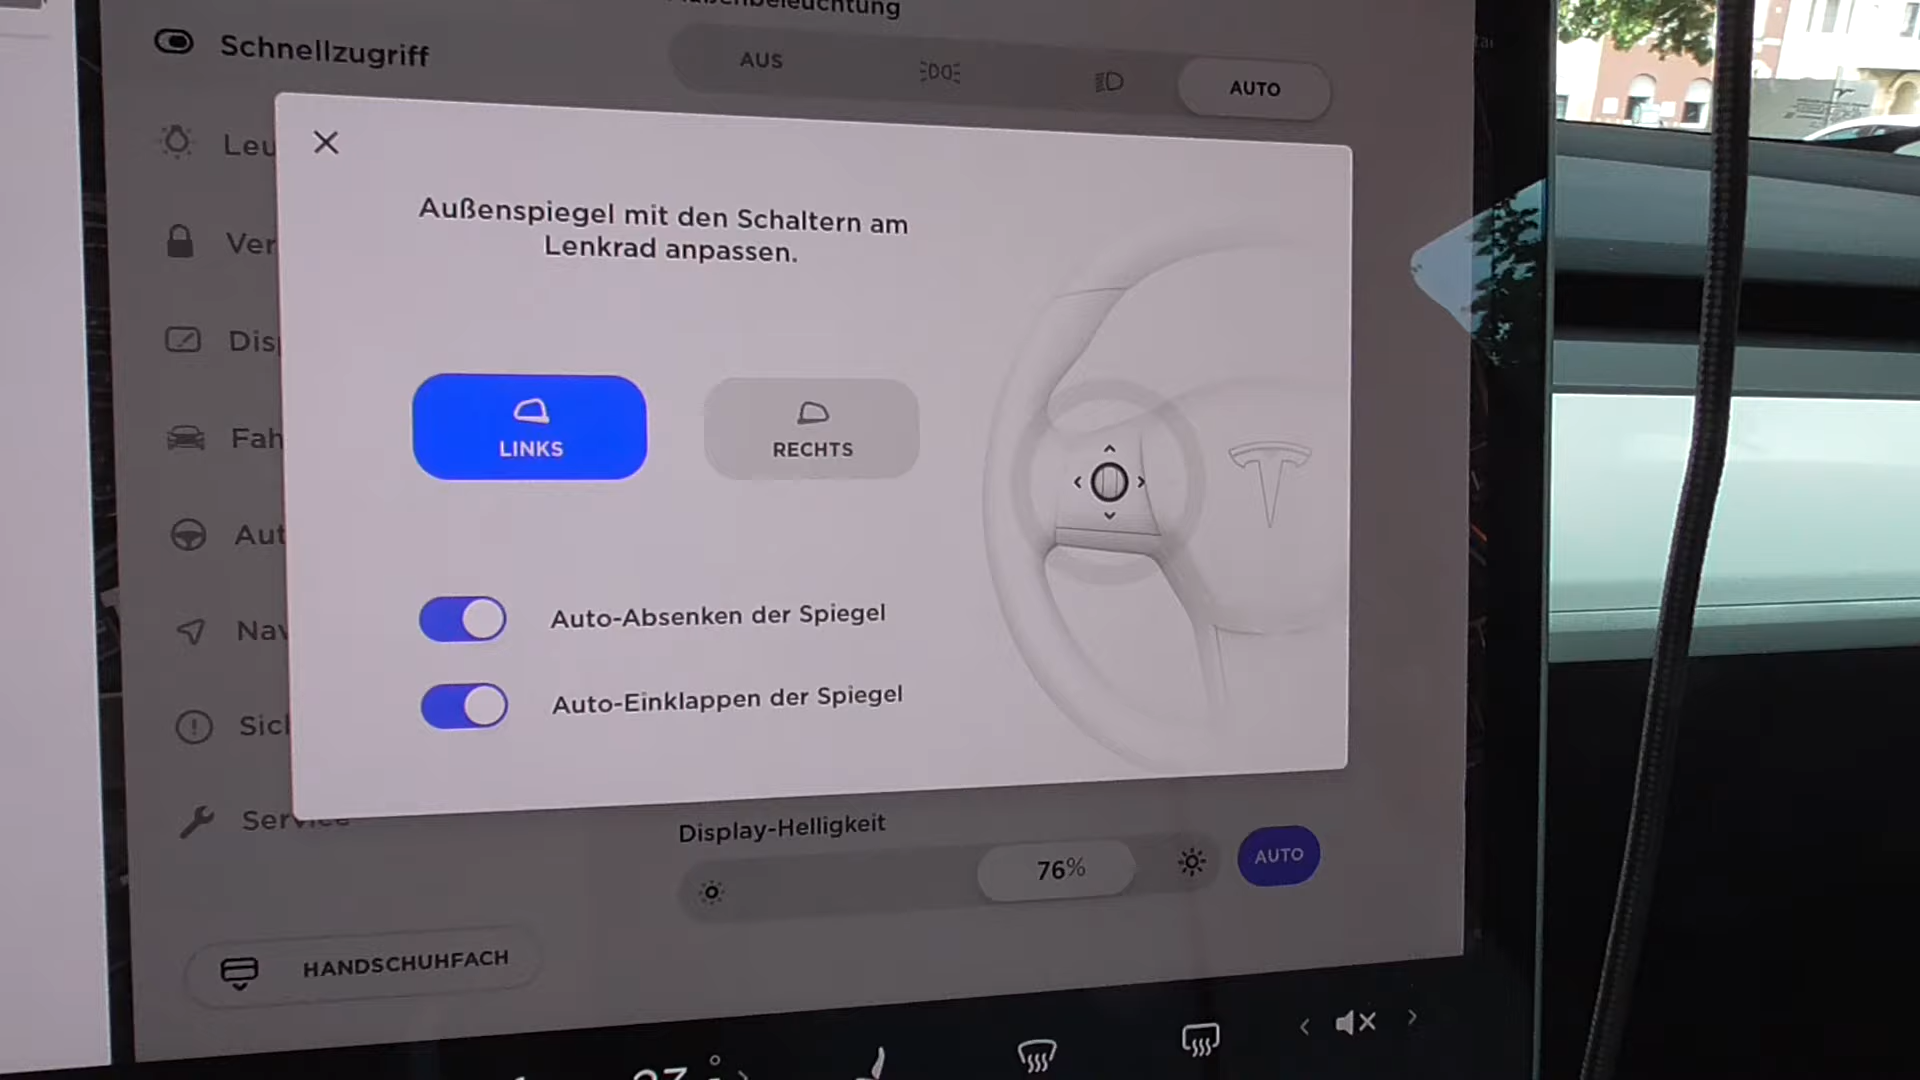 Schnellzugriff
AUS
AUTO
Außenspiegel mit den Schaltern am
Lenkrad anpassen.
LINKS
RECHTS
Auto-Absenken der Spiegel
Auto-Einklappen der Spiegel
Display-Helligkeit
76%
AUTO
HANDSCHUHFACH